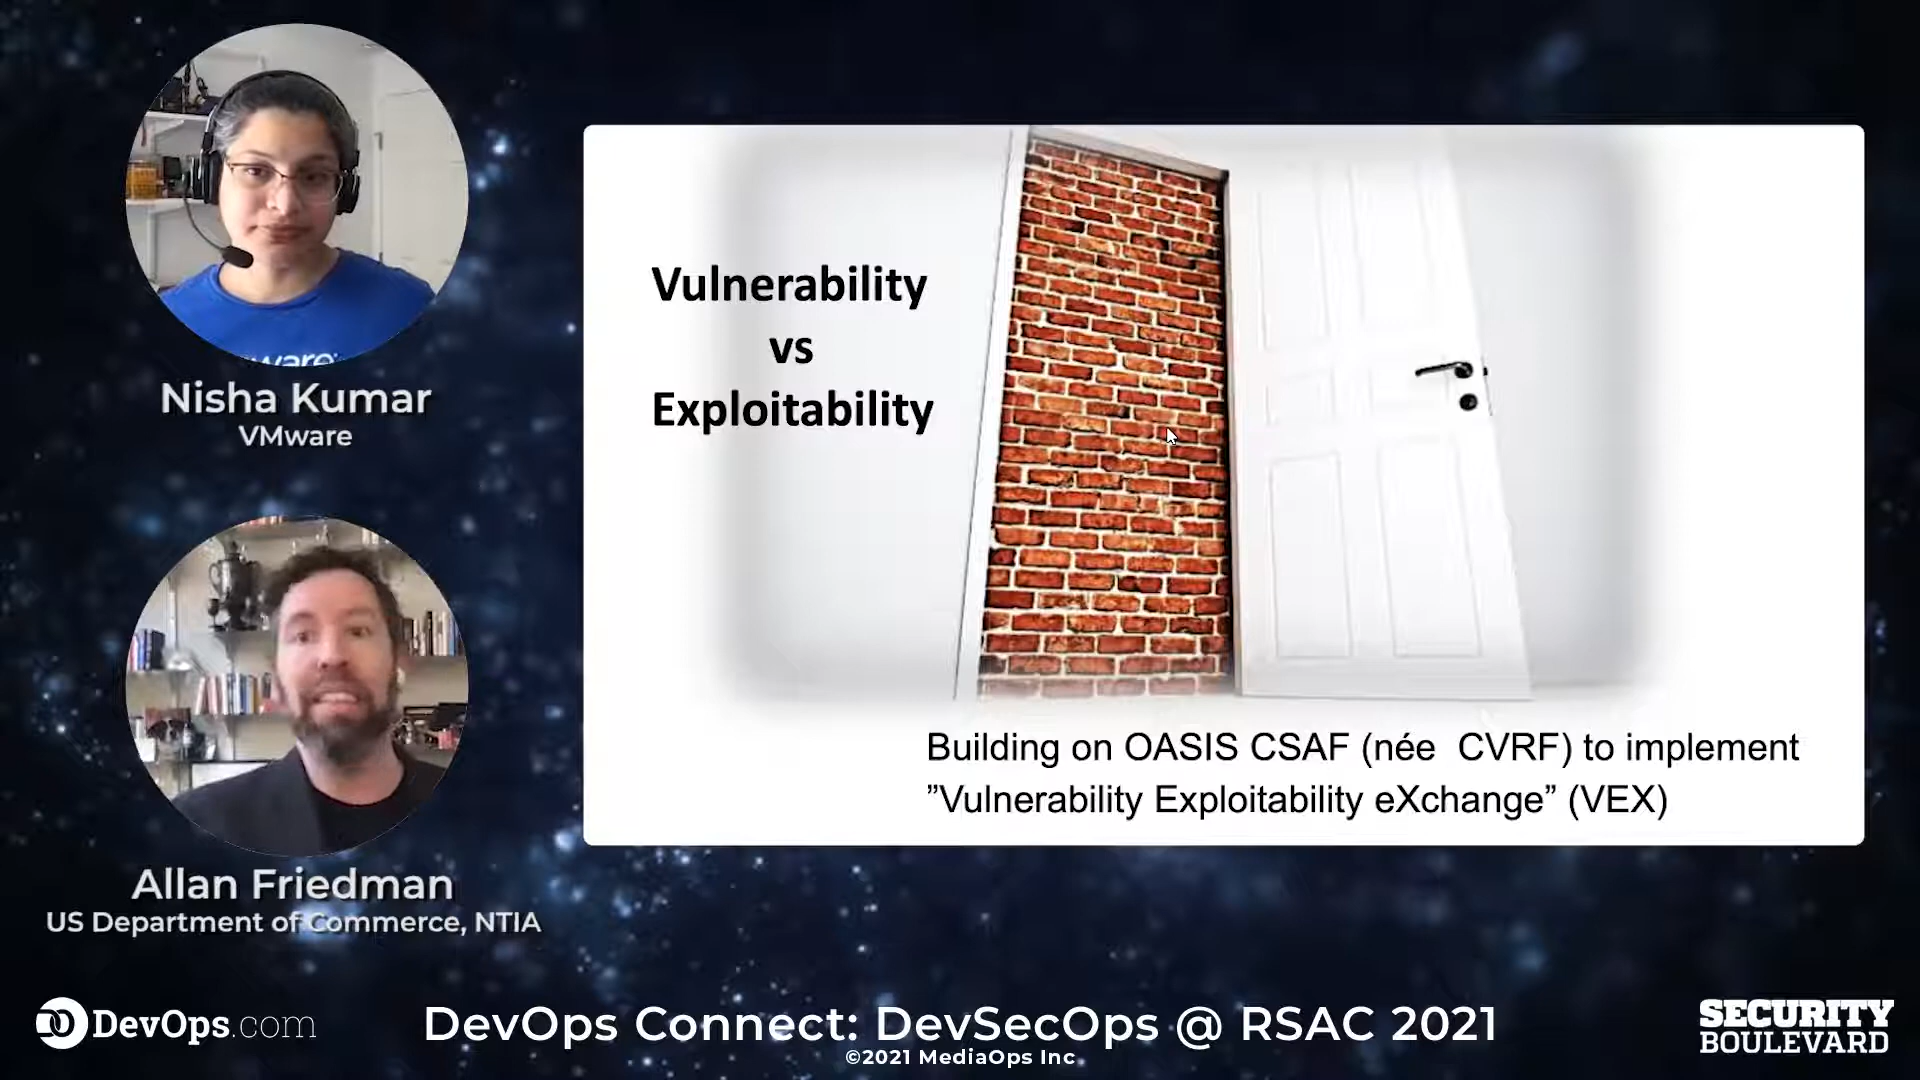 Nisha Kumar
VMware
Vulnerability
vs
Exploitability
Building on OASIS CSAF (née CVRF) to implement
”Vulnerability Exploitability eXchange” (VEX)
Allan Friedman
US Department of Commerce, NTIA
DevOps.com
DevOps Connect: DevSecOps @ RSAC 2021
©2021 MediaOps Inc
SECURITY
BOULEVARD